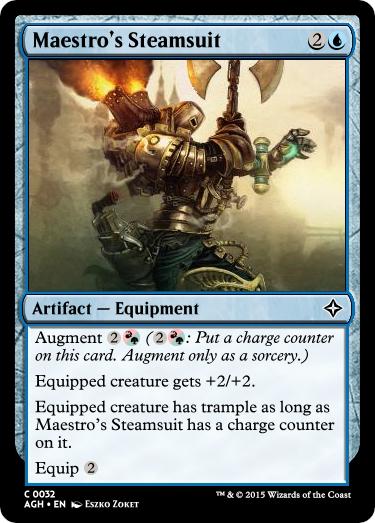 Maestro's Steamsuit 2
Artifact — Equipment
Augment 2 (2 : Put a charge counter
on this card. Augment only as a sorcery.)
Equipped creature gets +2/+2.
Equipped creature has trample as long as
Maestro's Steamsuit has a charge counter
on it.
Equip 2
C 0032
AGH • EN Eszko Zoket
™ & © 2015 Wizards of the Coast